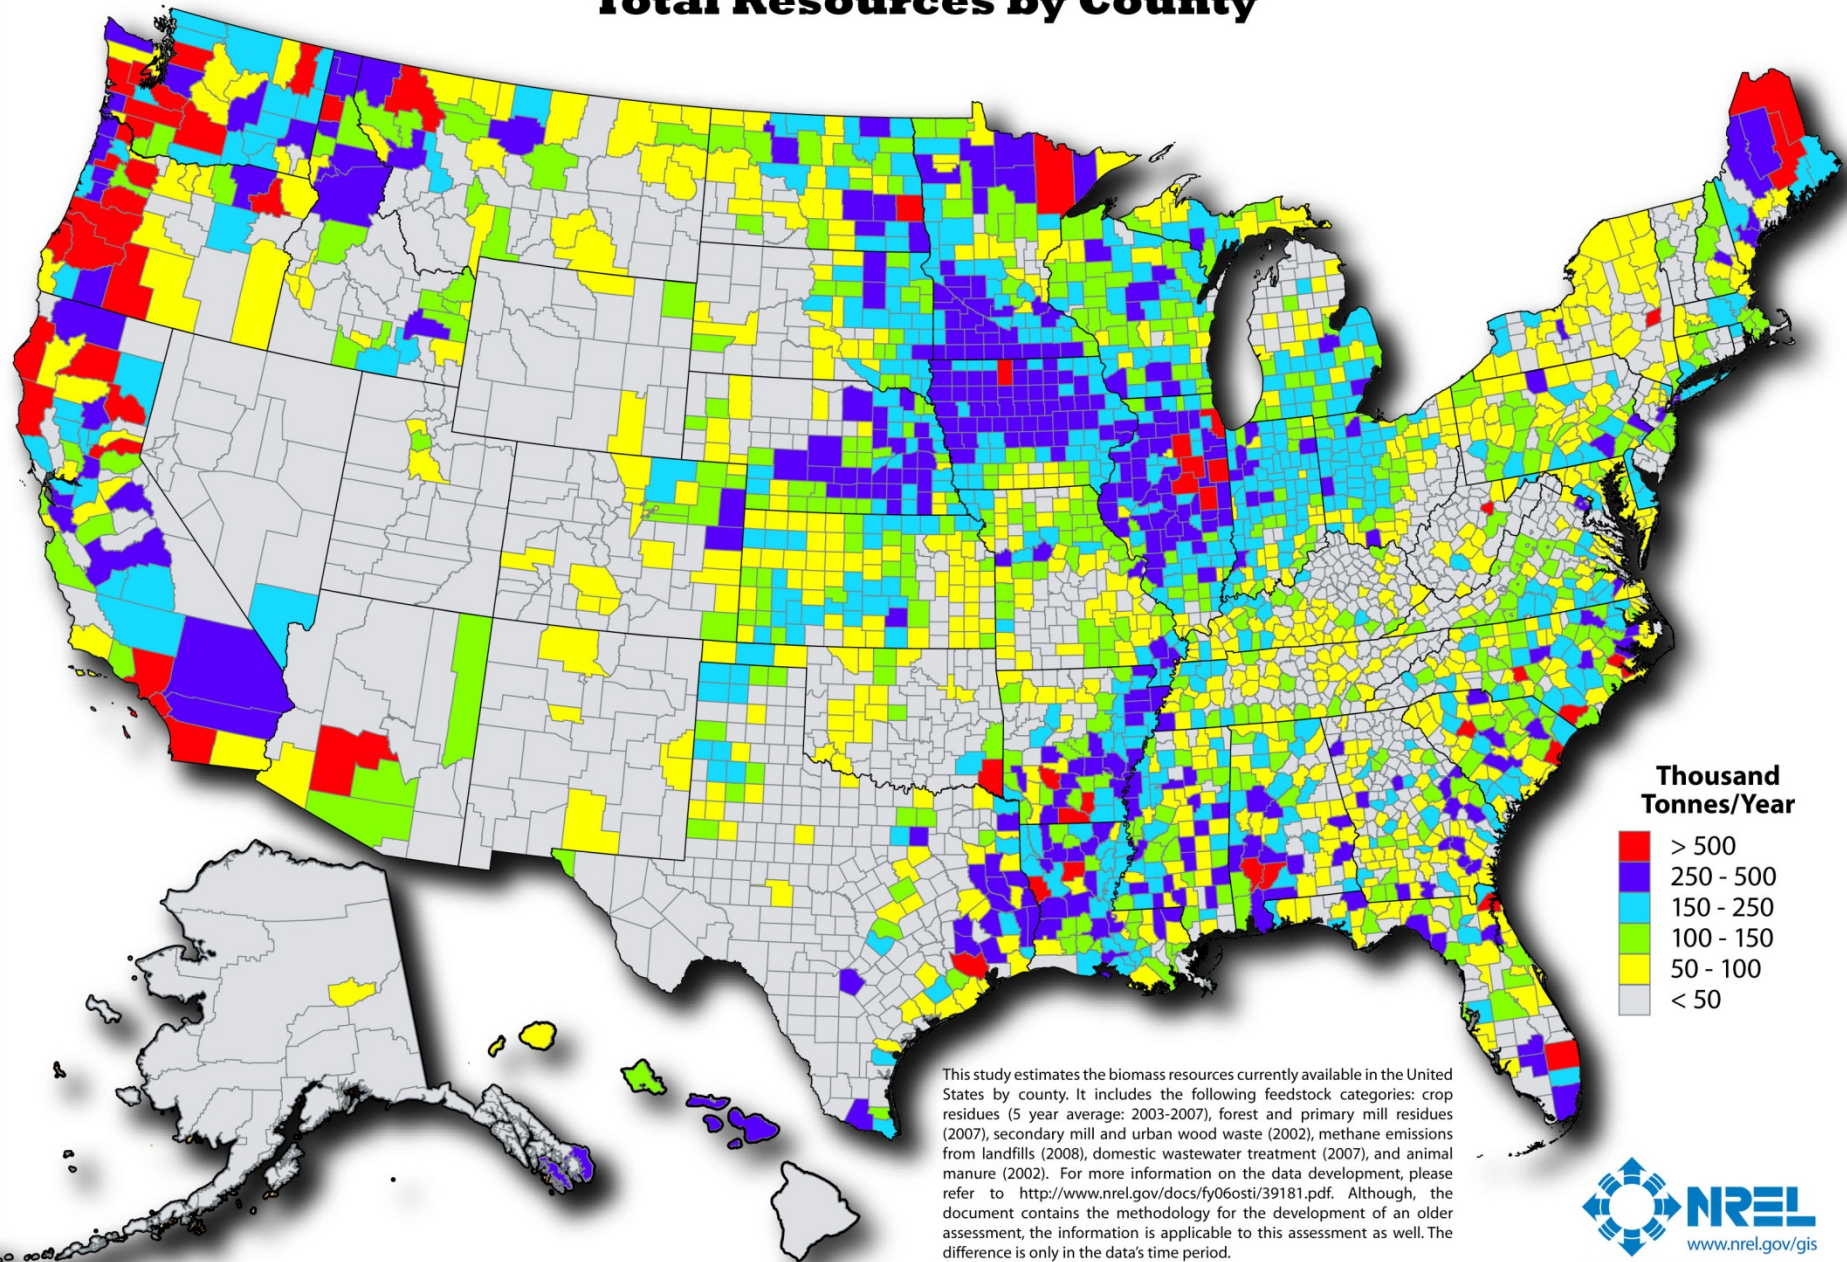 Total Resources by County
Thousand
Tonnes/Year
> 500
250 - 500
150 - 250
100 - 150
50 - 100
< 50
This study estimates the biomass resources currently available in the United
States by county. It includes the following feedstock categories: crop
residues (5 year average: 2003-2007), forest and primary mill residues
(2007), secondary mill and urban wood waste (2002), methane emissions
from landfills (2008), domestic wastewater treatment (2007), and animal
manure (2002). For more information on the data development, please
refer to http://www.nrel.gov/docs/fy06osti/39181.pdf. Although, the
document contains the methodology for the development of an older
assessment, the information is applicable to this assessment as well. The
difference is only in the data's time period.
NREL
www.nrel.gov/gis